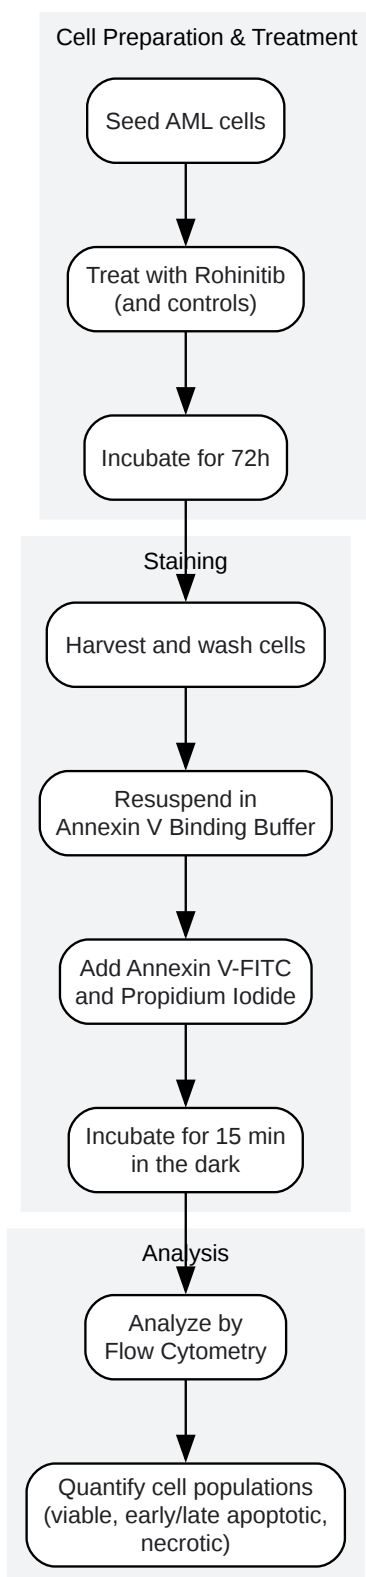 Cell Preparation & Treatment
Seed AML cells
Treat with Rohinitib
(and controls)
Incubate for 72h
Staining
Harvest and wash cells
Resuspend in
Annexin V Binding Buffer
Add Annexin V-FITC
and Propidium Iodide
Incubate for 15 min
in the dark
Analysis
Analyze by
Flow Cytometry
Quantify cell populations
(viable, early/late apoptotic,
necrotic)